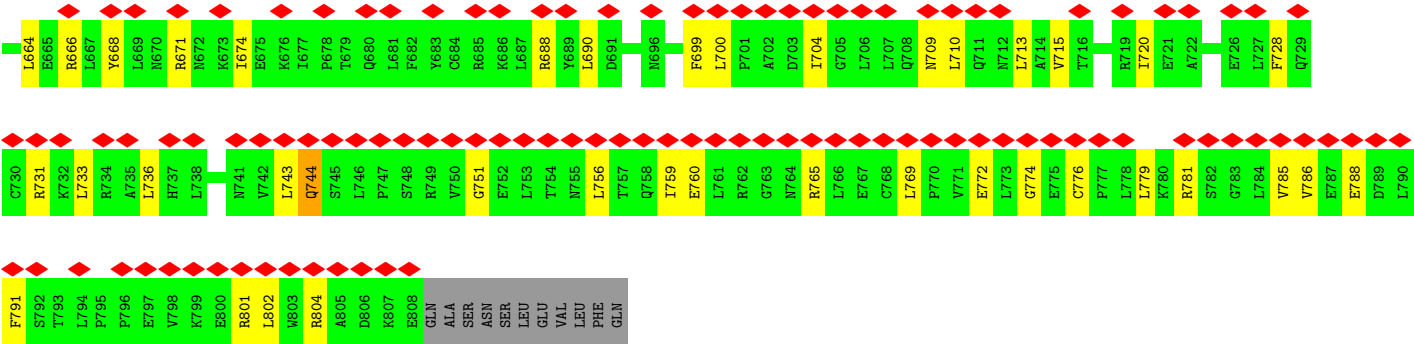 L664 E665 R666 L667 Y668 L669 N670 R671 N672 K673 I674 E675 K676 I677 P678 T679 Q680 L681 F682 Y683 C684 R685 K686 L687 R688 Y689 L690 D691 N696 F699 L700 P701 A702 D703 I704 G705 L706 L707 Q708 N709 L710 Q711 N712 L713 A714 V715 T716 R719 I720 E721 A722 E726 L727 F728 Q729
C730 R731 K732 L733 R734 A735 L736 H737 L738 N741 V742 L743 Q744 S745 L746 P747 S748 R749 V750 G751 E752 L753 T754 N755 L756 T757 Q758 I759 E760 L761 R762 G763 N764 R765 L766 E767 C768 L769 P770 V771 E772 L773 G774 E775 C776 P777 L778 L779 K780 R781 S782 G783 L784 V785 V786 E787 E788 D789 L790
F791 S792 T793 L794 P795 P796 E797 V798 K799 E800 R801 L802 W803 R804 A805 D806 K807 E808 GLN ALA SER ASN SER LEU GLU VAL LEU PHE GLN